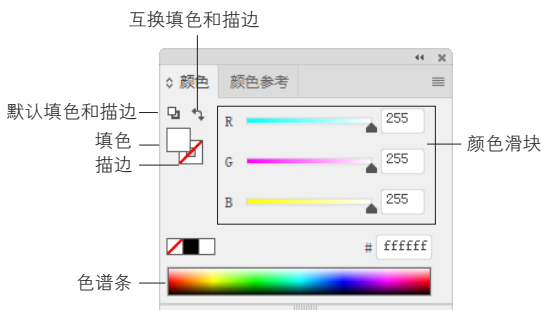 互换填色和描边
颜色 颜色参考
默认填色和描边
填色
描边
R 255
G 255
B 255
颜色滑块
# ffffff
色谱条